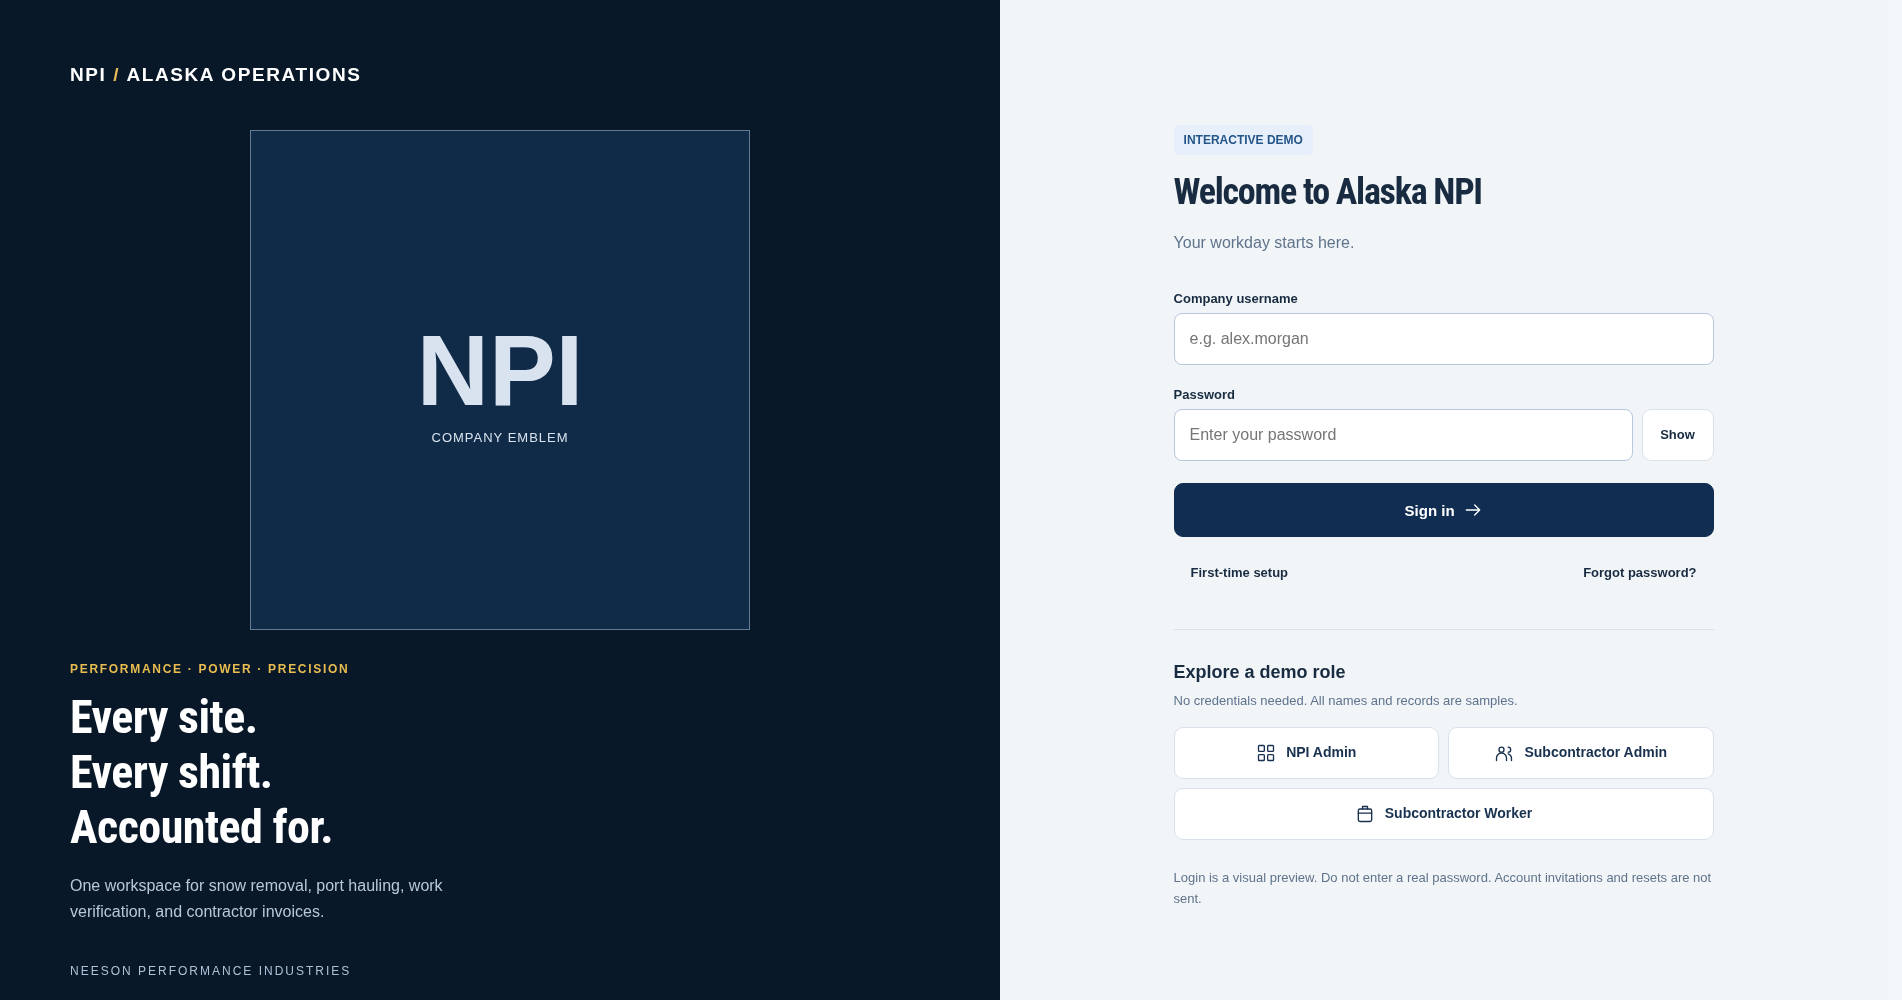 NPI / ALASKA OPERATIONS
NPI
COMPANY EMBLEM
PERFORMANCE · POWER · PRECISION
Every site.
Every shift.
Accounted for.
One workspace for snow removal, port hauling, work
verification, and contractor invoices.
NEESON PERFORMANCE INDUSTRIES
INTERACTIVE DEMO
Welcome to Alaska NPI
Your workday starts here.
Company username
e.g. alex.morgan
Password
Enter your password
Show
Sign in
First-time setup
Forgot password?
Explore a demo role
No credentials needed. All names and records are samples.
NPI Admin
Subcontractor Admin
Subcontractor Worker
Login is a visual preview. Do not enter a real password. Account invitations and resets are not
sent.